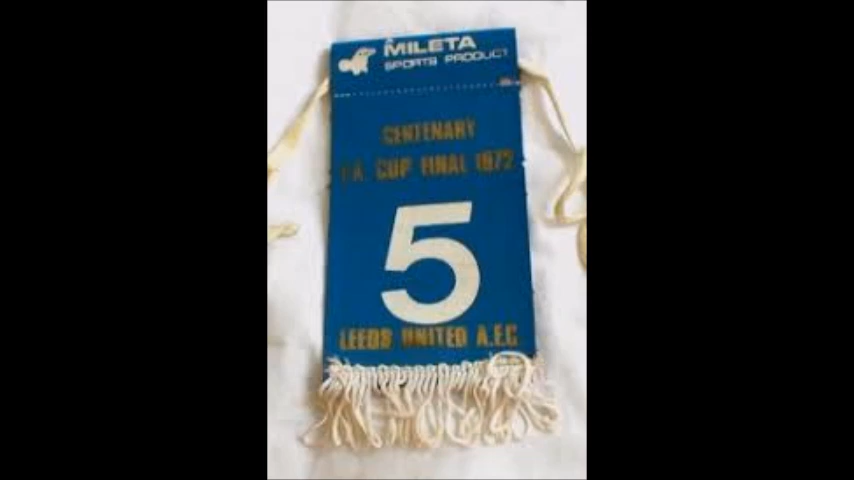 MILETA
SPORTS PRODUCT
CENTENARY
F.A. CUP FINAL 1972
5
LEEDS UNITED A.F.C